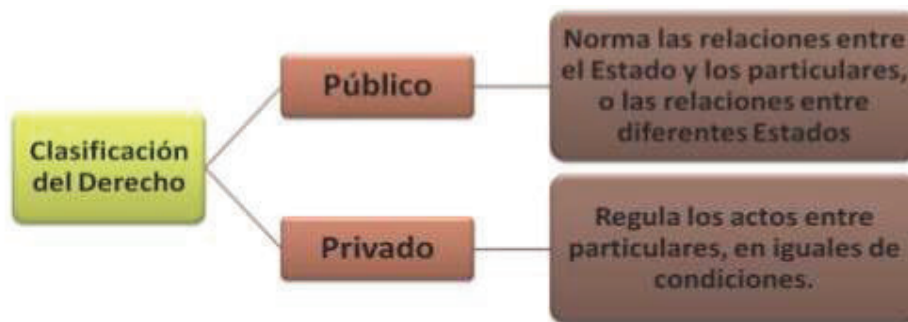 Clasificación
del Derecho
Público
Norma las relaciones entre
el Estado y los particulares,
o las relaciones entre
diferentes Estados
Privado
Regula los actos entre
particulares, en iguales de
condiciones.